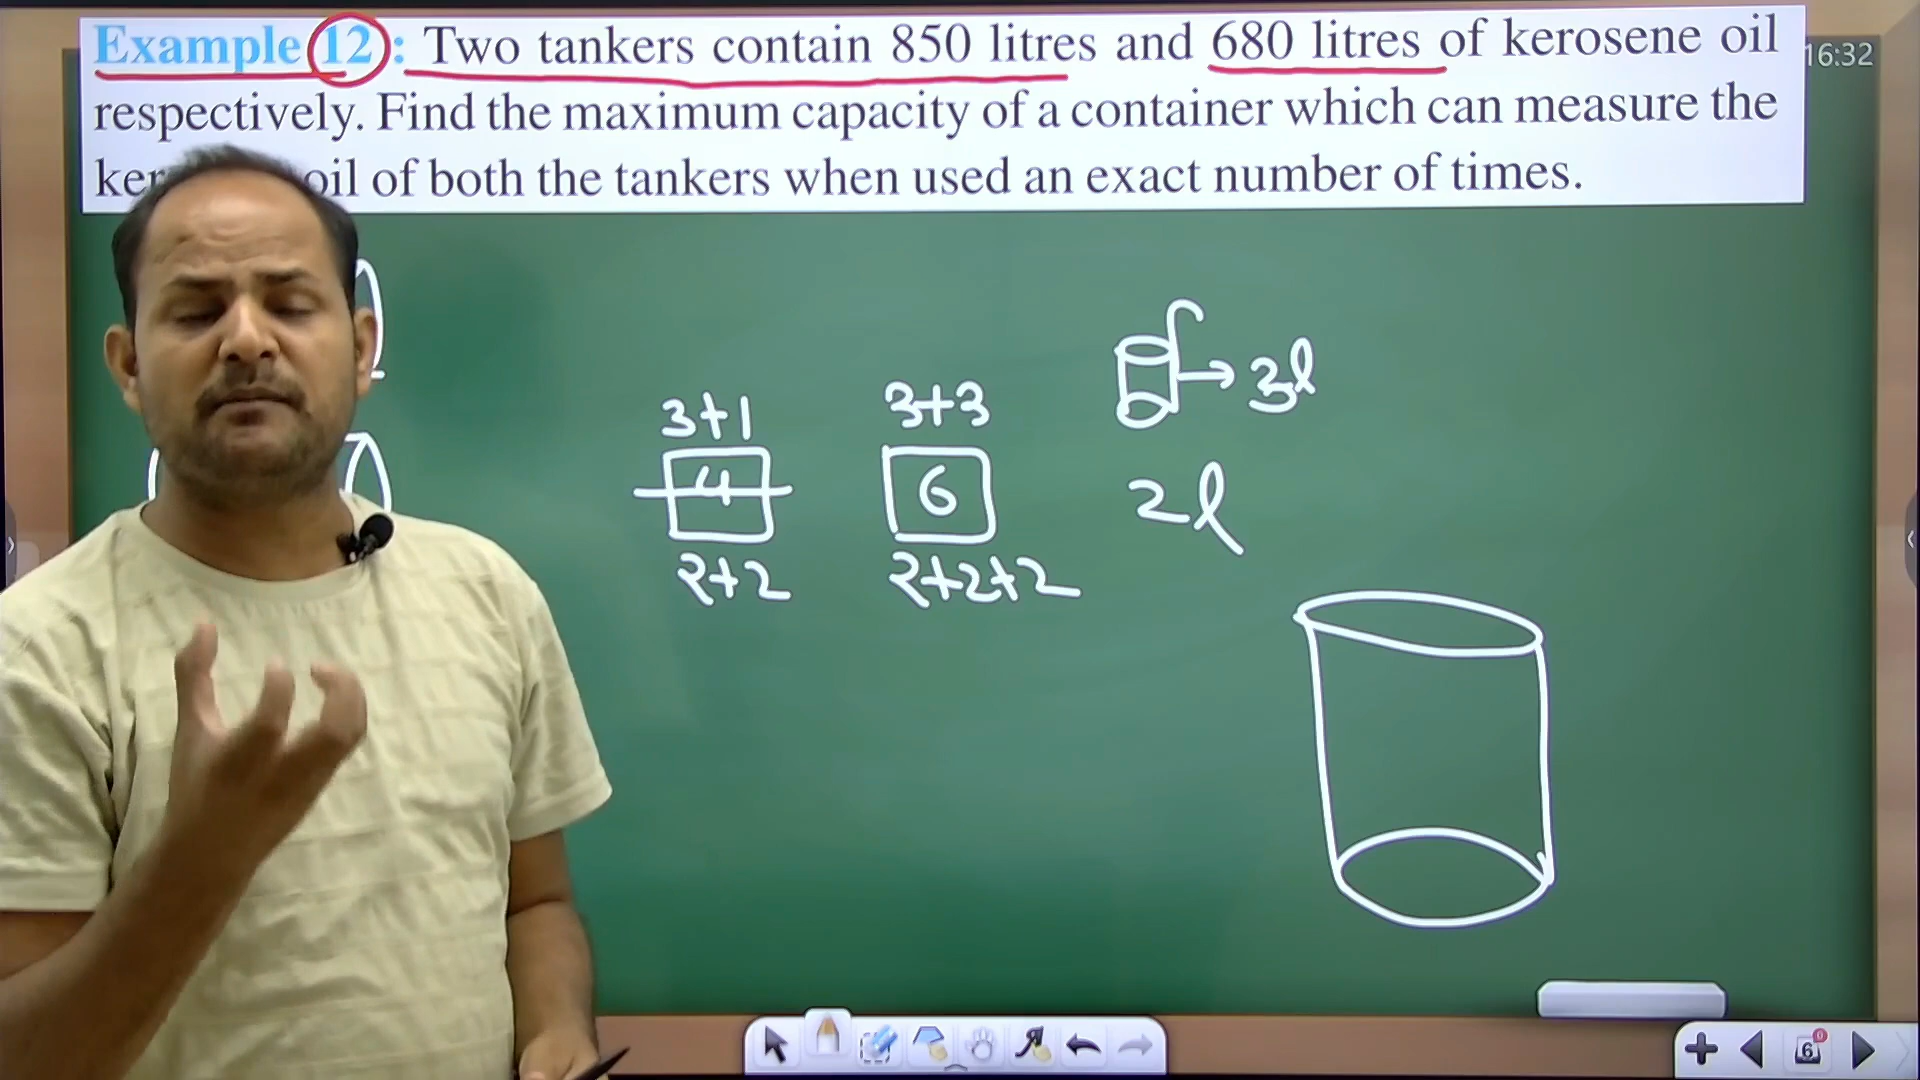 Example 12 : Two tankers contain 850 litres and 680 litres of kerosene oil
respectively. Find the maximum capacity of a container which can measure the
oil of both the tankers when used an exact number of times.
16:32
3+1
3+3
3l
4
6
2l
2+2
2+2+2
6